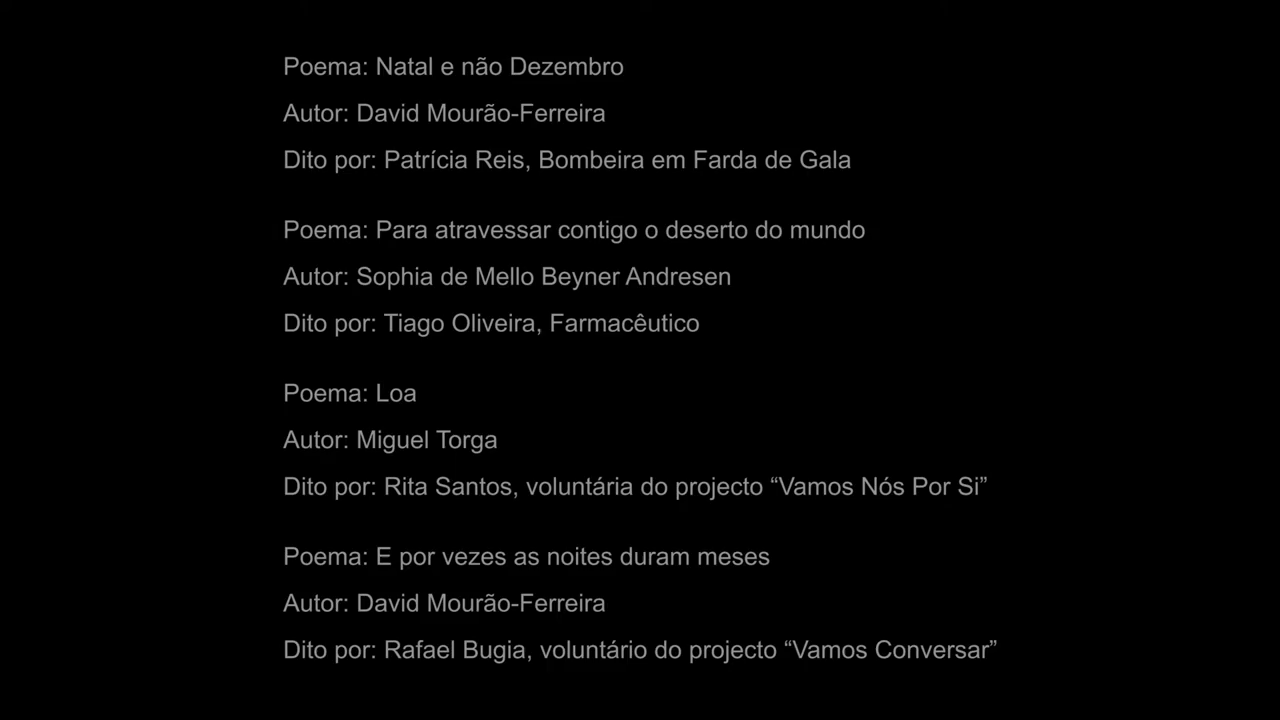 Poema: Natal e não Dezembro
Autor: David Mourão-Ferreira
Dito por: Patrícia Reis, Bombeira em Farda de Gala
Poema: Para atravessar contigo o deserto do mundo
Autor: Sophia de Mello Beyner Andresen
Dito por: Tiago Oliveira, Farmacêutico
Poema: Loa
Autor: Miguel Torga
Dito por: Rita Santos, voluntária do projecto “Vamos Nós Por Si”
Poema: E por vezes as noites duram meses
Autor: David Mourão-Ferreira
Dito por: Rafael Bugia, voluntário do projecto “Vamos Conversar”